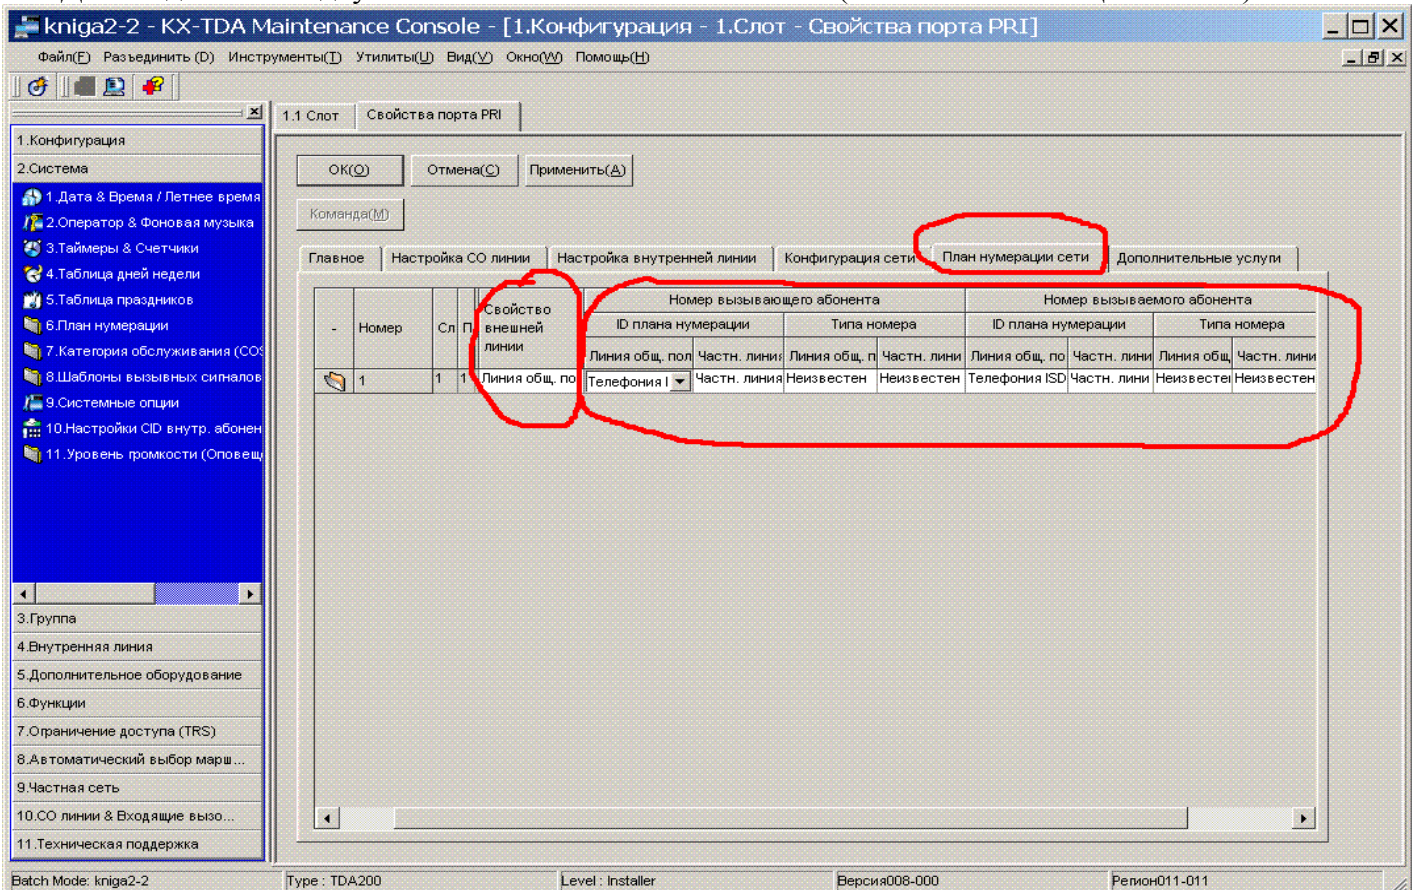 kniga2-2 - KX-TDA Maintenance Console - [1.Конфигурация - 1.Слот - Свойства порта PRI]
Файл(F) Разъединить (D) Инструменты(T) Утилиты(U) Вид(V) Окно(W) Помощь(H)
1.1 Слот Свойства порта PRI
1.Конфигурация
2.Система
1.Дата & Время / Летнее время
2.Оператор & Фоновая музыка
3.Таймеры & Счетчики
4.Таблица дней недели
5.Таблица праздников
6.План нумерации
7.Категория обслуживания (COS
8.Шаблоны вызывных сигналов
9.Системные опции
10.Настройки CID внутр. абонен
11.Уровень громкости (Оповещ
3.Группа
4.Внутренняя линия
5.Дополнительное оборудование
6.Функции
7.Ограничение доступа (TRS)
8.Автоматический выбор марш...
9.Частная сеть
10.CO линии & Входящие вызо...
11.Техническая поддержка
OK(O) Отмена(C) Применить(A)
Команда(M)
Главное Настройка CO линии Настройка внутренней линии Конфигурация сети План нумерации сети Дополнительные услуги
- Номер Сл П Свойство внешней линии
Номер вызывающего абонента Номер вызываемого абонента
ID плана нумерации Типа номера ID плана нумерации Типа номера
Линия общ. пол Частн. линия Линия общ. п Частн. лини Линия общ. по Частн. лини Линия общ Частн. лини
1 1 1 Линия общ. по Телефония I Частн. линия Неизвестен Неизвестен Телефония ISD Частн. лини Неизвестен Неизвестен
Batch Mode: kniga2-2 Type : TDA200 Level : Installer Версия008-000 Регион011-011